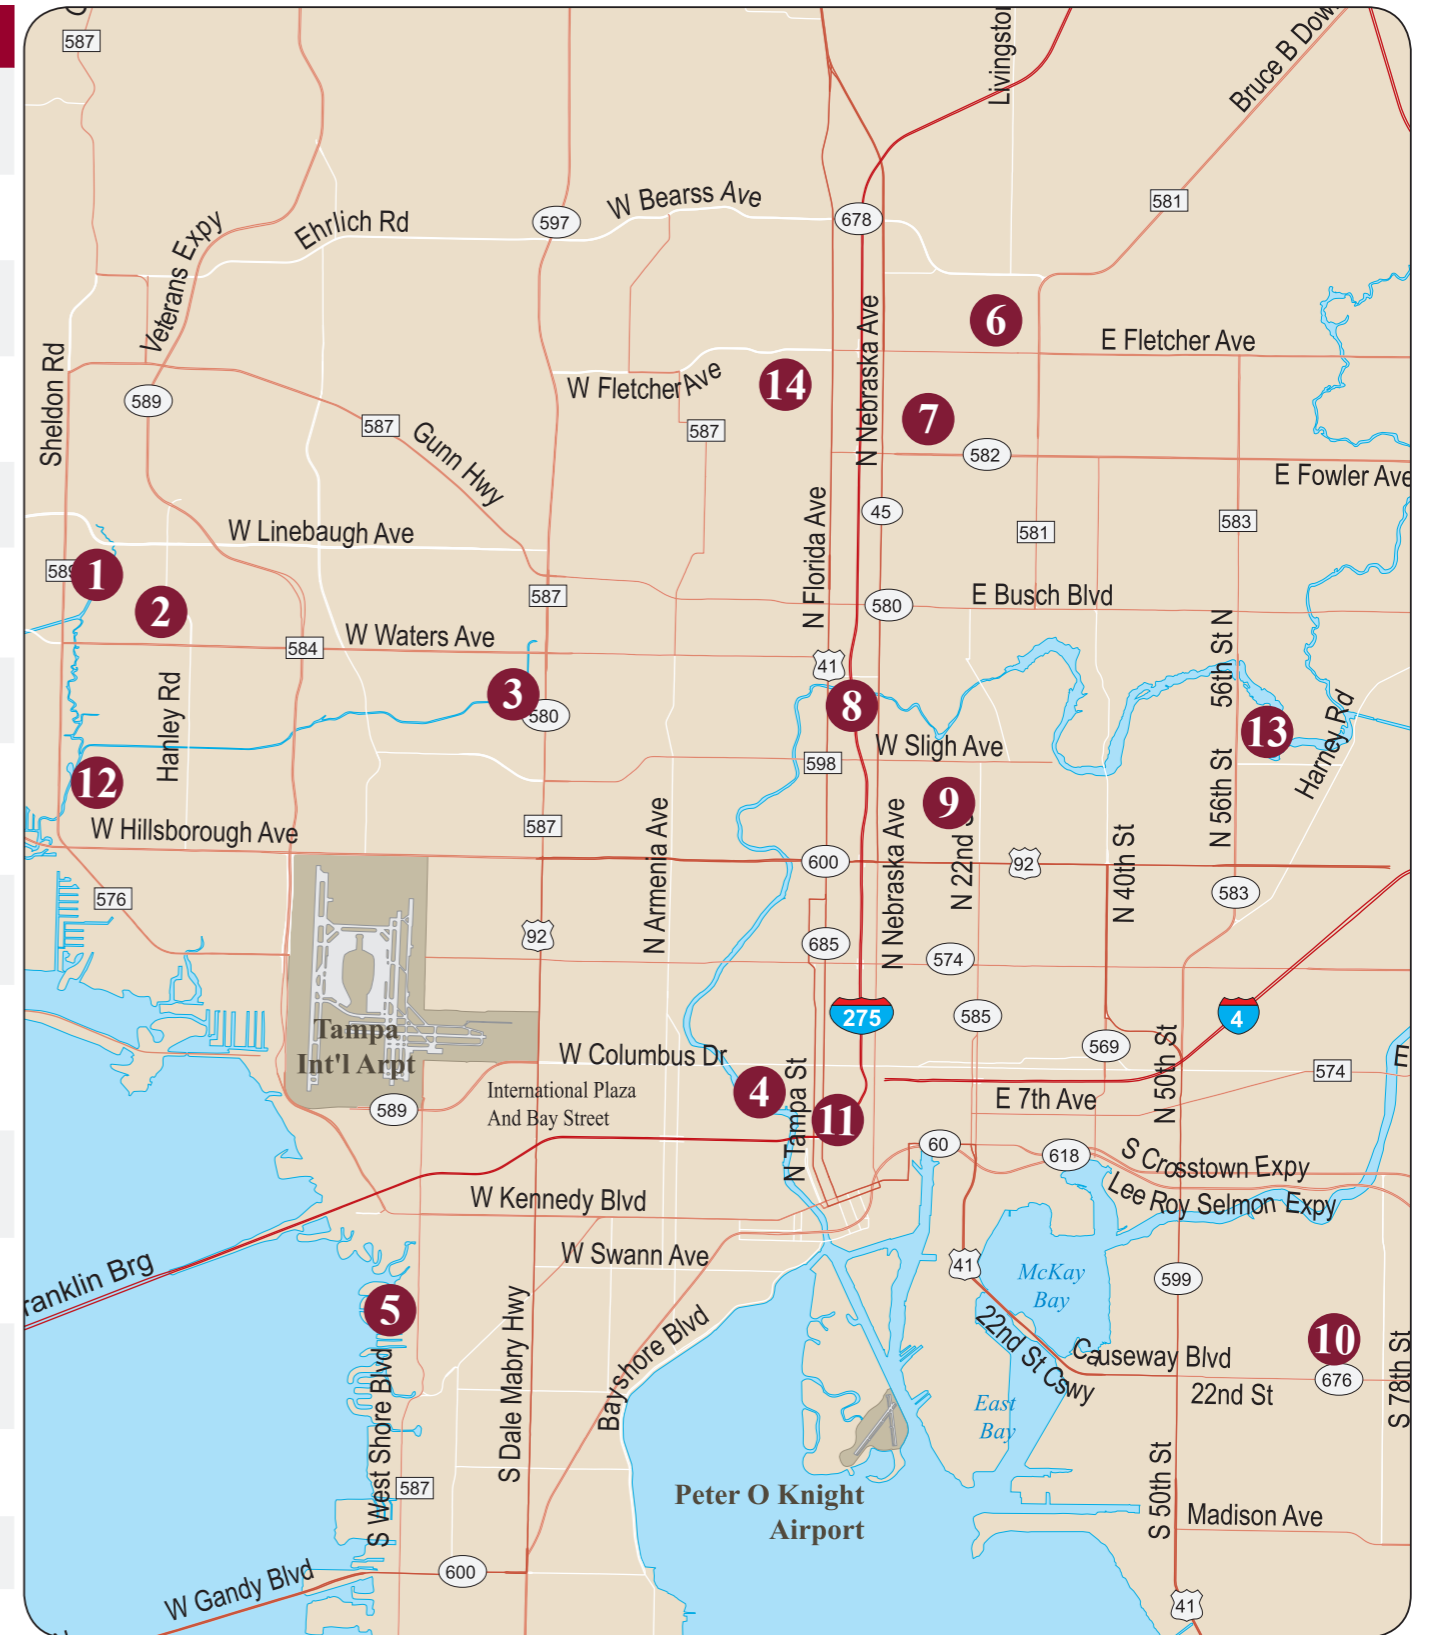 587
Livingston
Bruce B Dow
581
W Bearss Ave
597
678
Ehrlich Rd
Veterans Expy
6
E Fletcher Ave
N Nebraska Ave
Sheldon Rd
W Fletcher Ave
14
589
587
587
7
Gunn Hwy
582
E Fowler Ave
45
583
581
N Florida Ave
W Linebaugh Ave
589
1
2
587
580
E Busch Blvd
W Waters Ave
584
41
56th St N
3
580
Hanley Rd
8
13
Harney Rd
W Sligh Ave
598
12
9
N 56th St
W Hillsborough Ave
587
N Armenia Ave
600
N Nebraska Ave
N 22nd S
92
N 40th St
576
583
92
685
574
Tampa
Int'l Arpt
275
585
4
569
N 50th St
W Columbus Dr
574
E
International Plaza
And Bay Street
589
4
N Tampa St
11
E 7th Ave
60
618
S Crosstown Expy
Lee Roy Selmon Expy
W Kennedy Blvd
W Swann Ave
ranklin Brg
41
McKay
Bay
599
5
22nd St Cswy
Causeway Blvd
10
676
22nd St
S 78th St
S Dale Mabry Hwy
Bayshore Blvd
East
Bay
S West Shore Blvd
587
Peter O Knight
Airport
S 50th St
Madison Ave
W Gandy Blvd
600
41